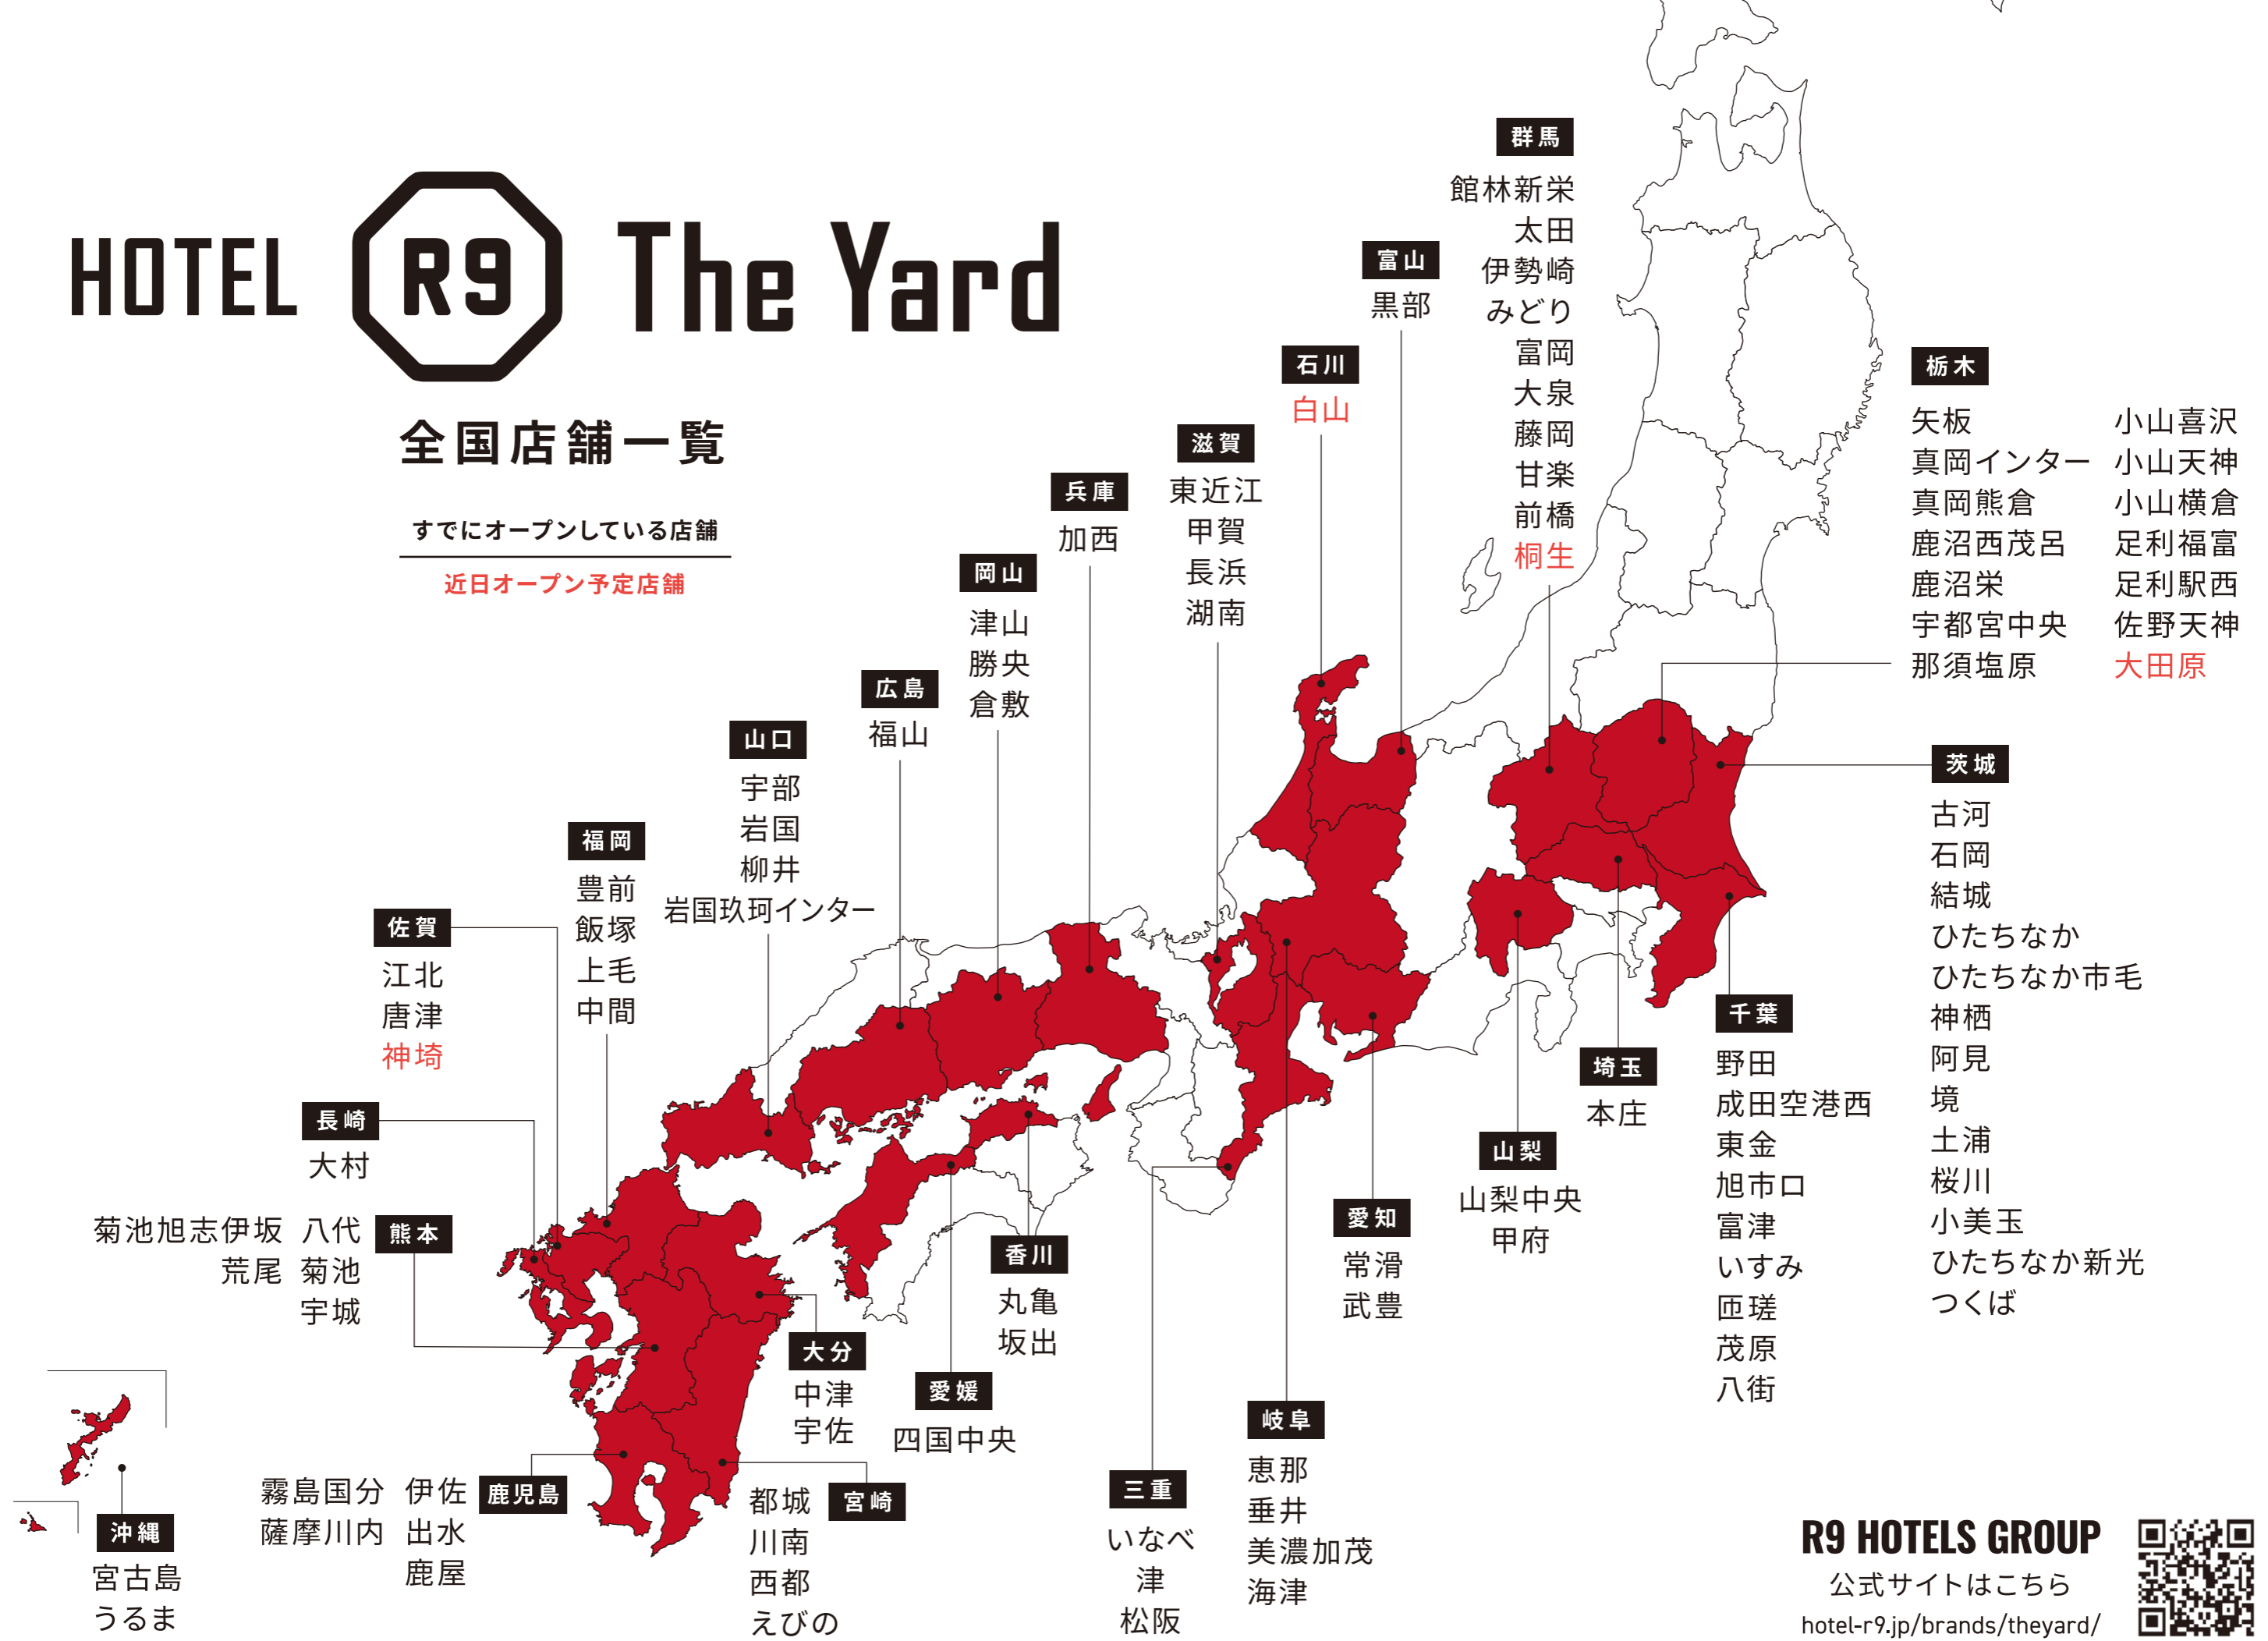 HOTEL R9 The Yard
全国店舗一覧
すでにオープンしている店舗
近日オープン予定店舗
群馬
館林新栄
太田
伊勢崎
みどり
富岡
大泉
藤岡
甘楽
前橋
桐生
富山
黒部
石川
白山
滋賀
東近江
甲賀
長浜
湖南
兵庫
加西
岡山
津山
勝央
倉敷
広島
福山
山口
宇部
岩国
柳井
岩国玖珂インター
福岡
豊前
飯塚
上毛
中間
佐賀
江北
唐津
神埼
長崎
大村
熊本
菊池旭志伊坂 八代
荒尾 菊池
宇城
栃木
矢板 小山喜沢
真岡インター 小山天神
真岡熊倉 小山横倉
鹿沼西茂呂 足利福富
鹿沼栄 足利駅西
宇都宮中央 佐野天神
那須塩原 大田原
茨城
古河
石岡
結城
ひたちなか
ひたちなか市毛
神栖
阿見
境
土浦
桜川
小美玉
ひたちなか新光
つくば
千葉
野田
成田空港西
東金
旭市口
富津
いすみ
匝瑳
茂原
八街
埼玉
本庄
山梨
山梨中央
甲府
愛知
常滑
武豊
香川
丸亀
坂出
大分
中津
宇佐
愛媛
四国中央
岐阜
恵那
垂井
美濃加茂
海津
三重
いなべ
津
松阪
宮崎
都城
川南
西都
えびの
鹿児島
霧島国分 伊佐
薩摩川内 出水
鹿屋
沖縄
宮古島
うるま
R9 HOTELS GROUP
公式サイトはこちら
hotel-r9.jp/brands/theyard/